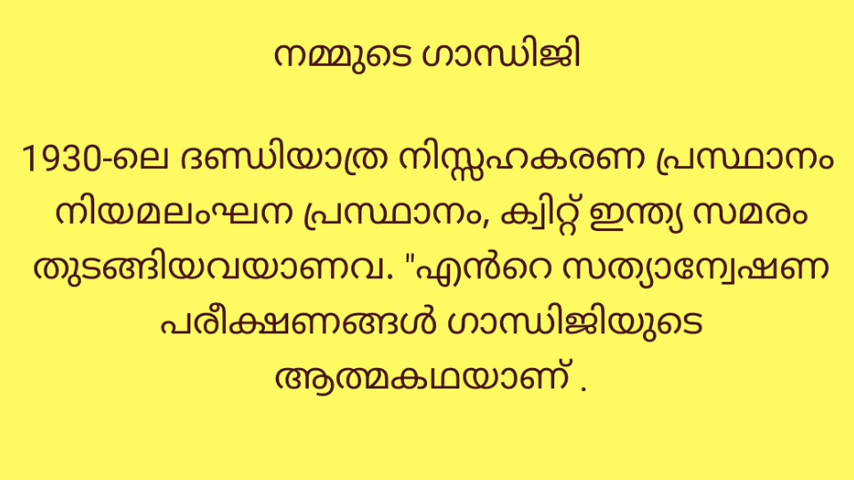 നമ്മുടെ ഗാന്ധിജി
1930-ലെ ദണ്ഡിയാത്ര നിസ്സഹകരണ പ്രസ്ഥാനം
നിയമലംഘന പ്രസ്ഥാനം, ക്വിറ്റ് ഇന്ത്യ സമരം
തുടങ്ങിയവയാണവ. "എൻറെ സത്യാന്വേഷണ
പരീക്ഷണങ്ങൾ ഗാന്ധിജിയുടെ
ആത്മകഥയാണ് .